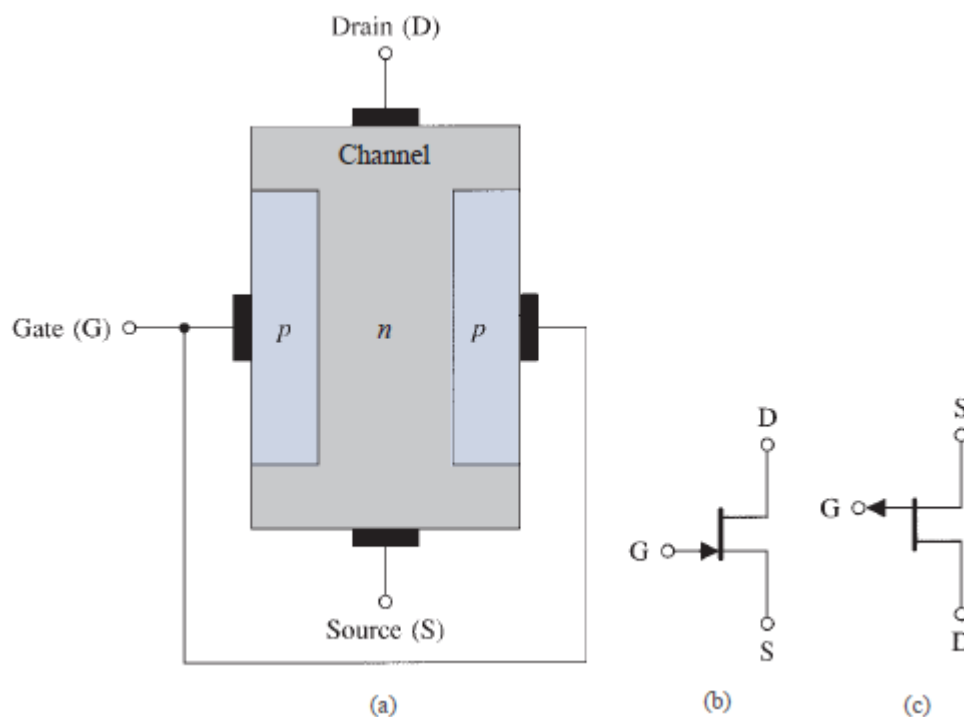 Drain (D)
Channel
Gate (G)
p
n
p
Source (S)
(a)
D
G
S
(b)
S
G
D
(c)